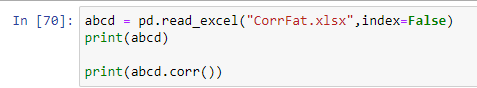 In [70]: abcd = pd.read_excel("CorrFat.xlsx",index=False)
print(abcd)
print(abcd.corr())